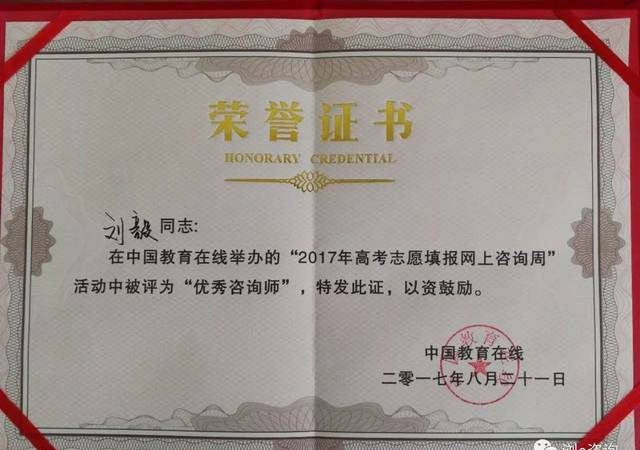 荣誉证书
HONORARY CREDENTIAL
刘毅同志:
在中国教育在线举办的“2017年高考志愿填报网上咨询周”
活动中被评为“优秀咨询师”，特发此证，以资鼓励。
中国教育在线
二零一七年八月二十一日